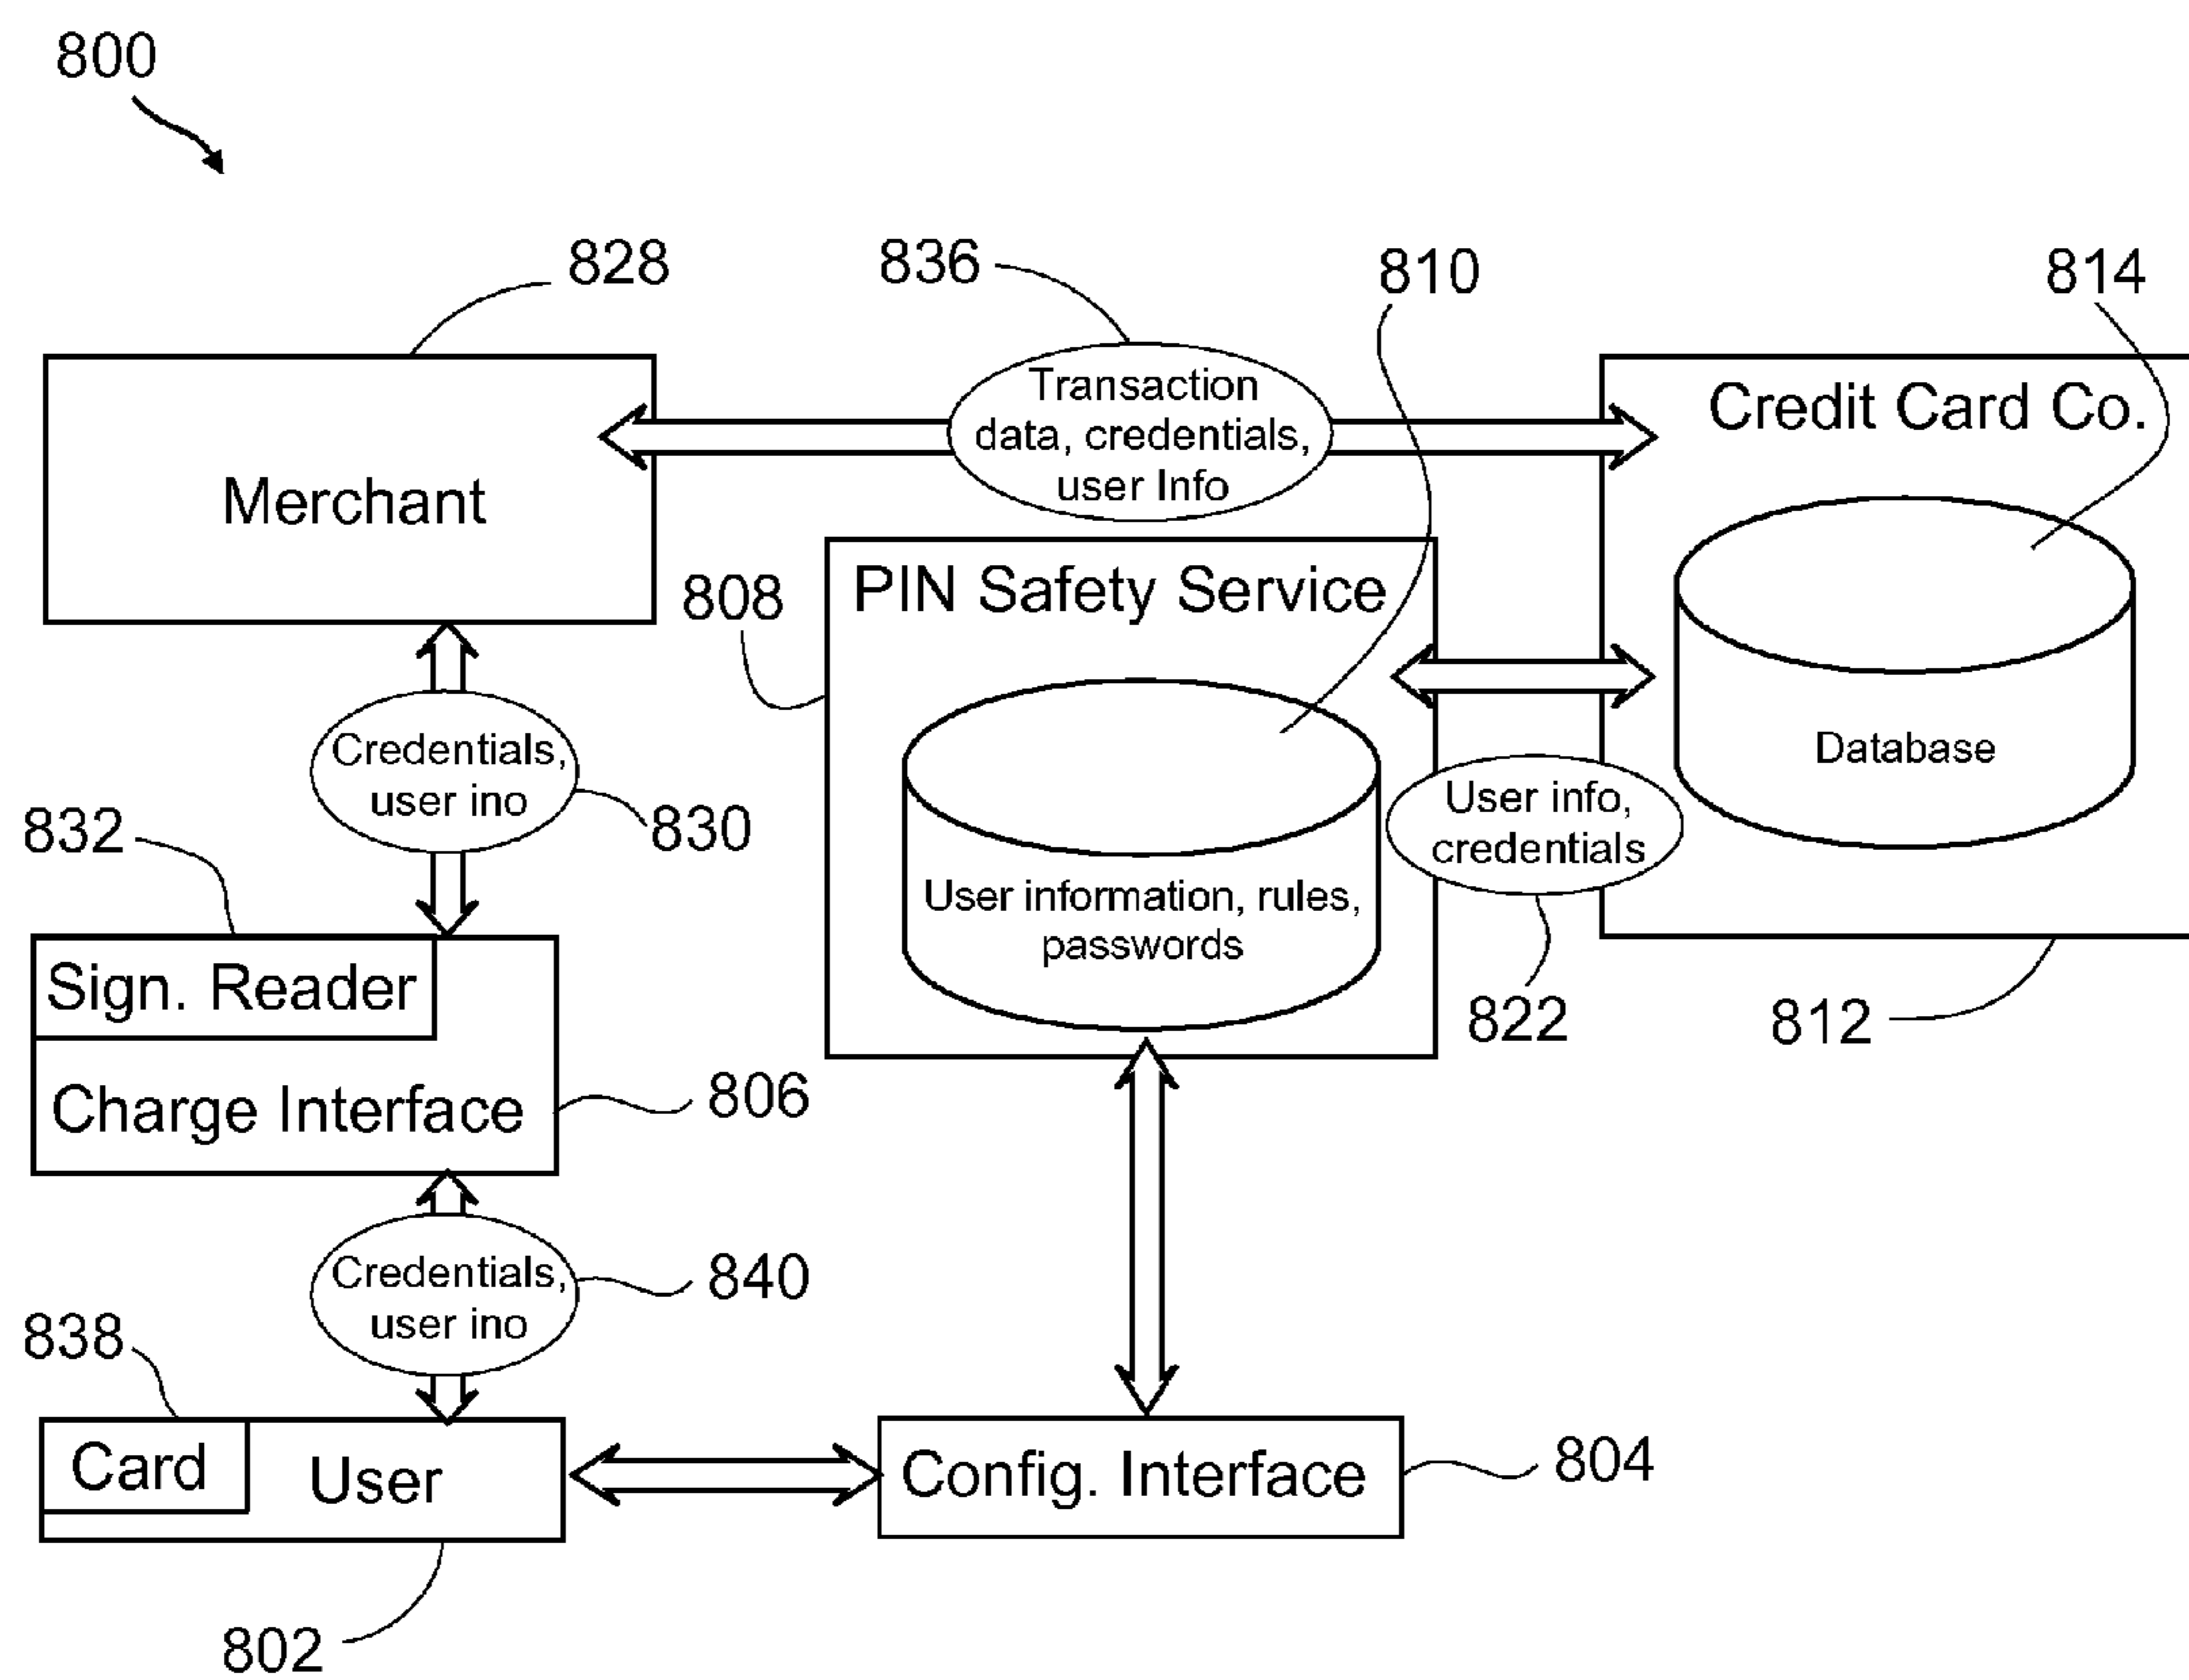 800
828
836
810
814
Merchant
Transaction
data, credentials,
user Info
Credit Card Co.
Database
808
PIN Safety Service
User information, rules,
passwords
User info,
credentials
822
812
Credentials,
user ino
830
832
Sign. Reader
Charge Interface
806
Credentials,
user ino
840
838
Card
User
802
Config. Interface
804